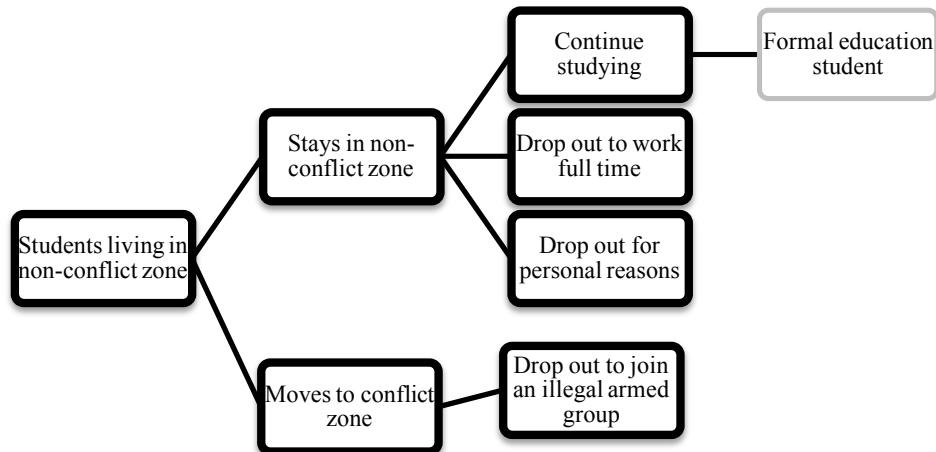 Continue
studying
Formal education
student
Stays in non-
conflict zone
Drop out to work
full time
Students living in
non-conflict zone
Drop out for
personal reasons
Moves to conflict
zone
Drop out to join
an illegal armed
group